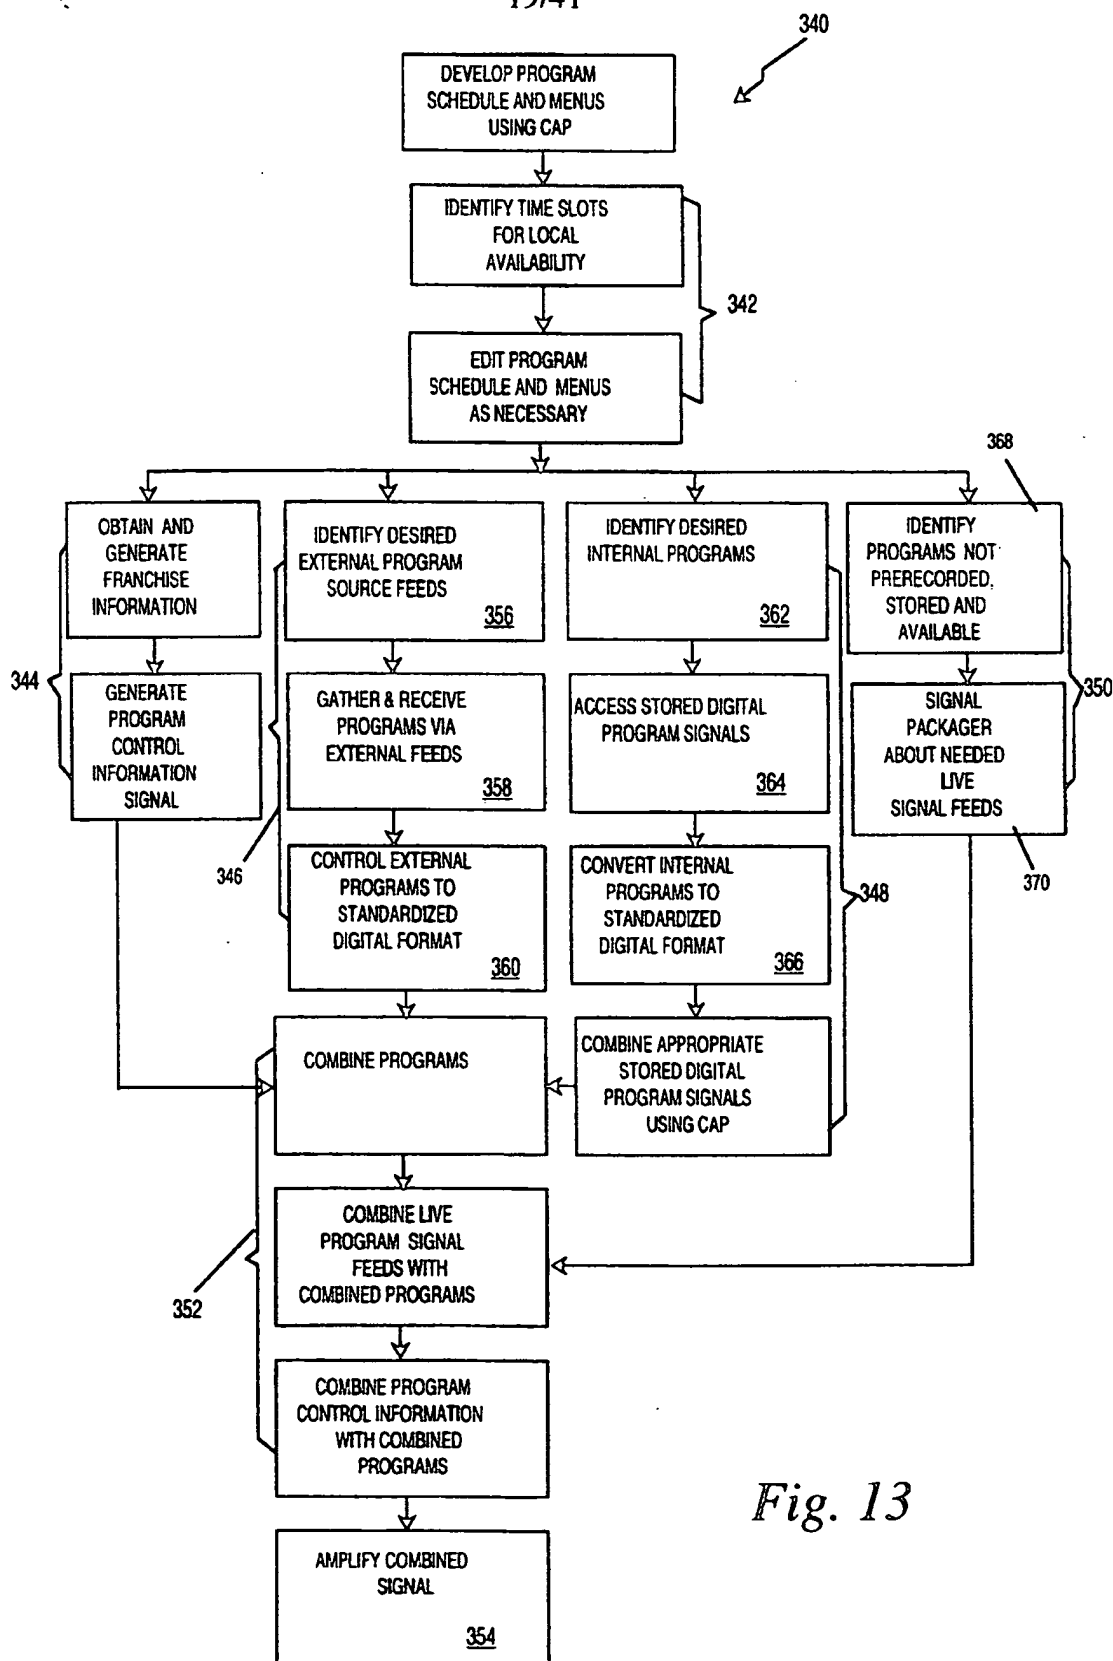 13/41
340
DEVELOP PROGRAM
SCHEDULE AND MENUS
USING CAP
IDENTIFY TIME SLOTS
FOR LOCAL
AVAILABILITY
342
EDIT PROGRAM
SCHEDULE AND MENUS
AS NECESSARY
368
OBTAIN AND
GENERATE
FRANCHISE
INFORMATION
IDENTIFY DESIRED
EXTERNAL PROGRAM
SOURCE FEEDS
356
IDENTIFY DESIRED
INTERNAL PROGRAMS
362
IDENTIFY
PROGRAMS NOT
PRERECORDED,
STORED AND
AVAILABLE
344
350
GENERATE
PROGRAM
CONTROL
INFORMATION
SIGNAL
GATHER & RECEIVE
PROGRAMS VIA
EXTERNAL FEEDS
358
ACCESS STORED DIGITAL
PROGRAM SIGNALS
364
SIGNAL
PACKAGER
ABOUT NEEDED
LIVE
SIGNAL FEEDS
346
CONTROL EXTERNAL
PROGRAMS TO
STANDARDIZED
DIGITAL FORMAT
360
CONVERT INTERNAL
PROGRAMS TO
STANDARDIZED
DIGITAL FORMAT
366
348
370
COMBINE PROGRAMS
COMBINE APPROPRIATE
STORED DIGITAL
PROGRAM SIGNALS
USING CAP
COMBINE LIVE
PROGRAM SIGNAL
FEEDS WITH
COMBINED PROGRAMS
352
COMBINE PROGRAM
CONTROL INFORMATION
WITH COMBINED
PROGRAMS
Fig. 13
AMPLIFY COMBINED
SIGNAL
354